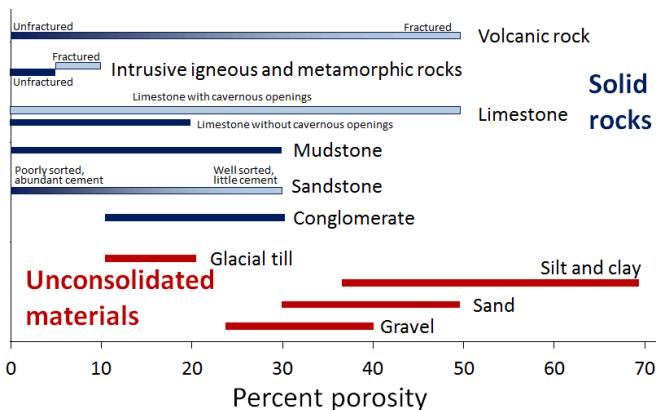 Unfractured
Fractured
Volcanic rock
Fractured
Intrusive igneous and metamorphic rocks
Unfractured
Limestone with cavernous openings
Solid
rocks
Limestone
Limestone without cavernous openings
Mudstone
Poorly sorted,
abundant cement
Well sorted,
little cement
Sandstone
Conglomerate
Glacial till
Silt and clay
Unconsolidated
materials
Sand
Gravel
0 10 20 30 40 50 60 70
Percent porosity